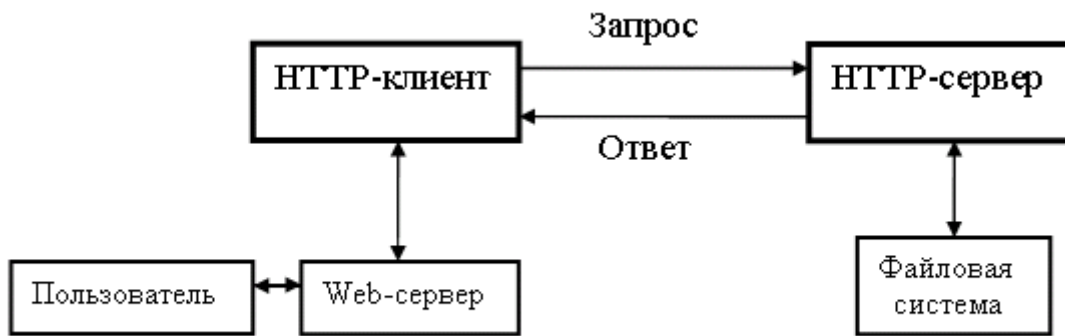 Запрос
HTTP-клиент
HTTP-сервер
Ответ
Пользователь
Web-сервер
Файловая
система